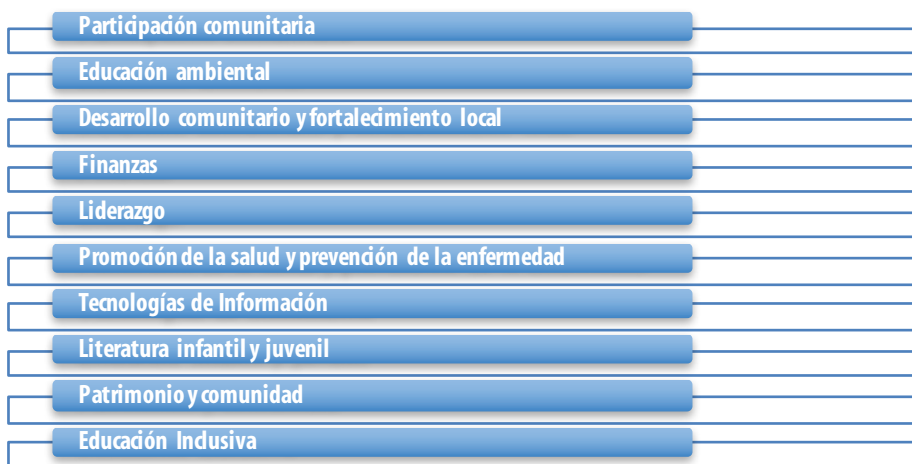 Participación comunitaria
Educación ambiental
Desarrollo comunitario y fortalecimiento local
Finanzas
Liderazgo
Promoción de la salud y prevención de la enfermedad
Tecnologías de Información
Literatura infantil y juvenil
Patrimonio y comunidad
Educación Inclusiva